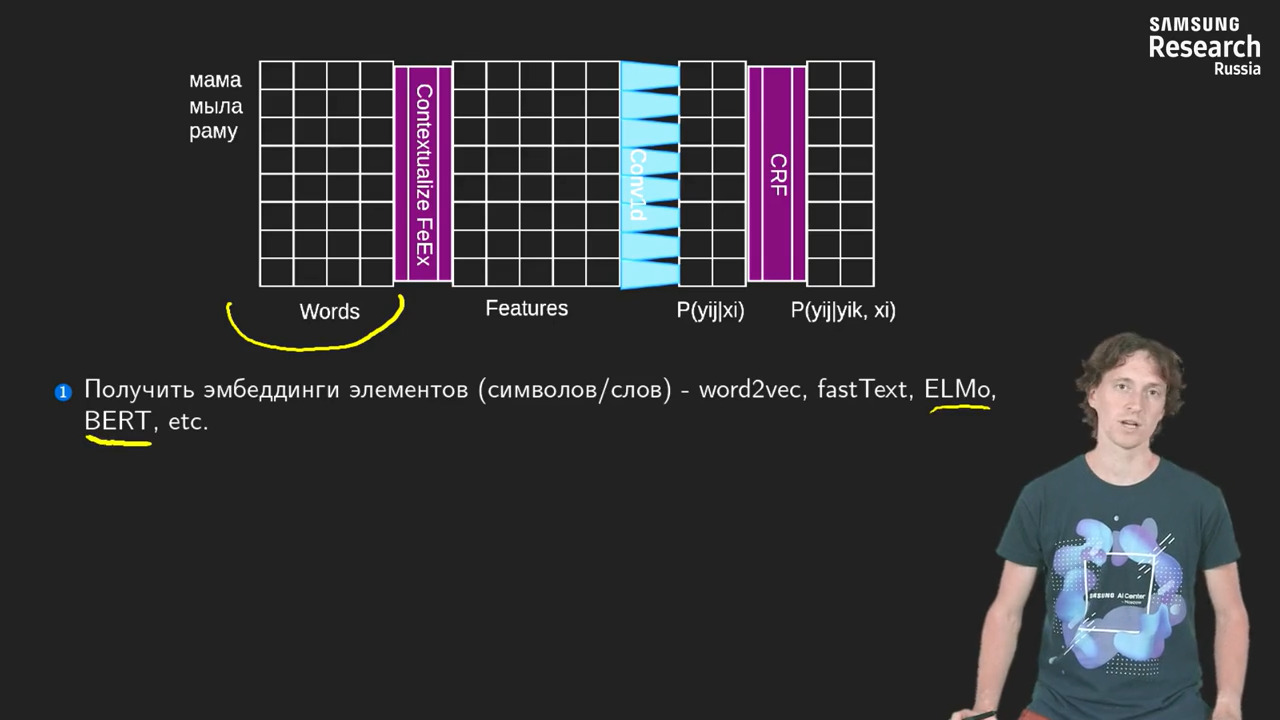 SAMSUNG
Research
Russia
мама
мыла
раму
Contextualize FeEx
Conv1d
CRF
Words
Features
P(yij|xi)
P(yij|yik, xi)
1 Получить эмбеддинги элементов (символов/слов) - word2vec, fastText, ELMo,
BERT, etc.
SAMSUNG AI Center
- Moscow